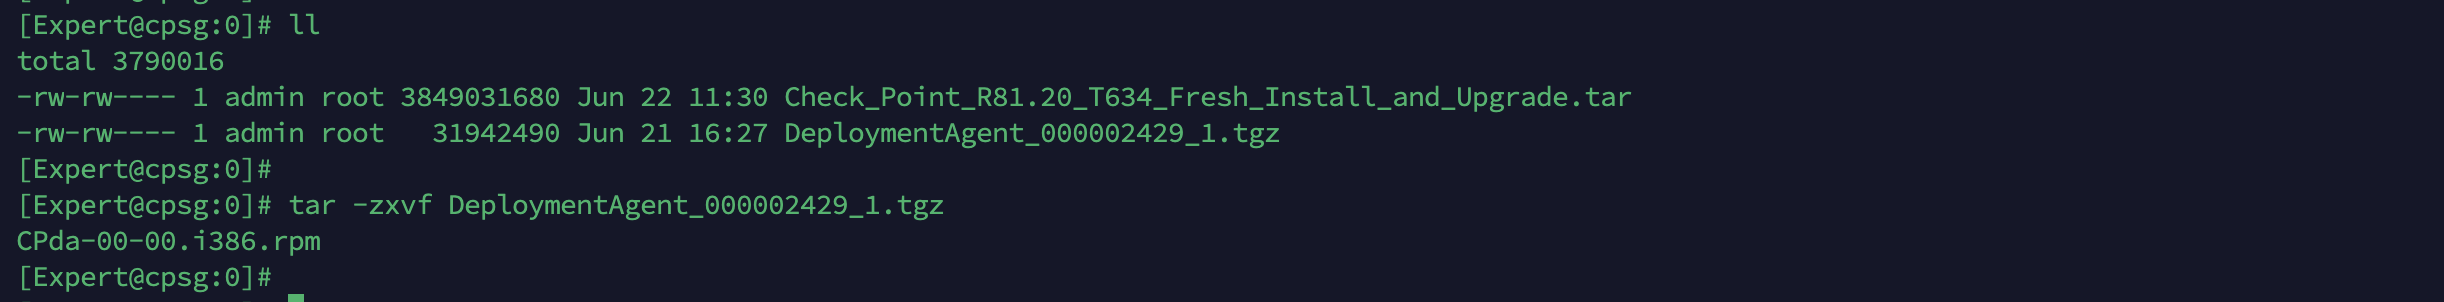 [Expert@cpsg:0]# ll
total 3790016
-rw-rw---- 1 admin root 3849031680 Jun 22 11:30 Check_Point_R81.20_T634_Fresh_Install_and_Upgrade.tar
-rw-rw---- 1 admin root   31942490 Jun 21 16:27 DeploymentAgent_000002429_1.tgz
[Expert@cpsg:0]#
[Expert@cpsg:0]# tar -zxvf DeploymentAgent_000002429_1.tgz
CPda-00-00.i386.rpm
[Expert@cpsg:0]#